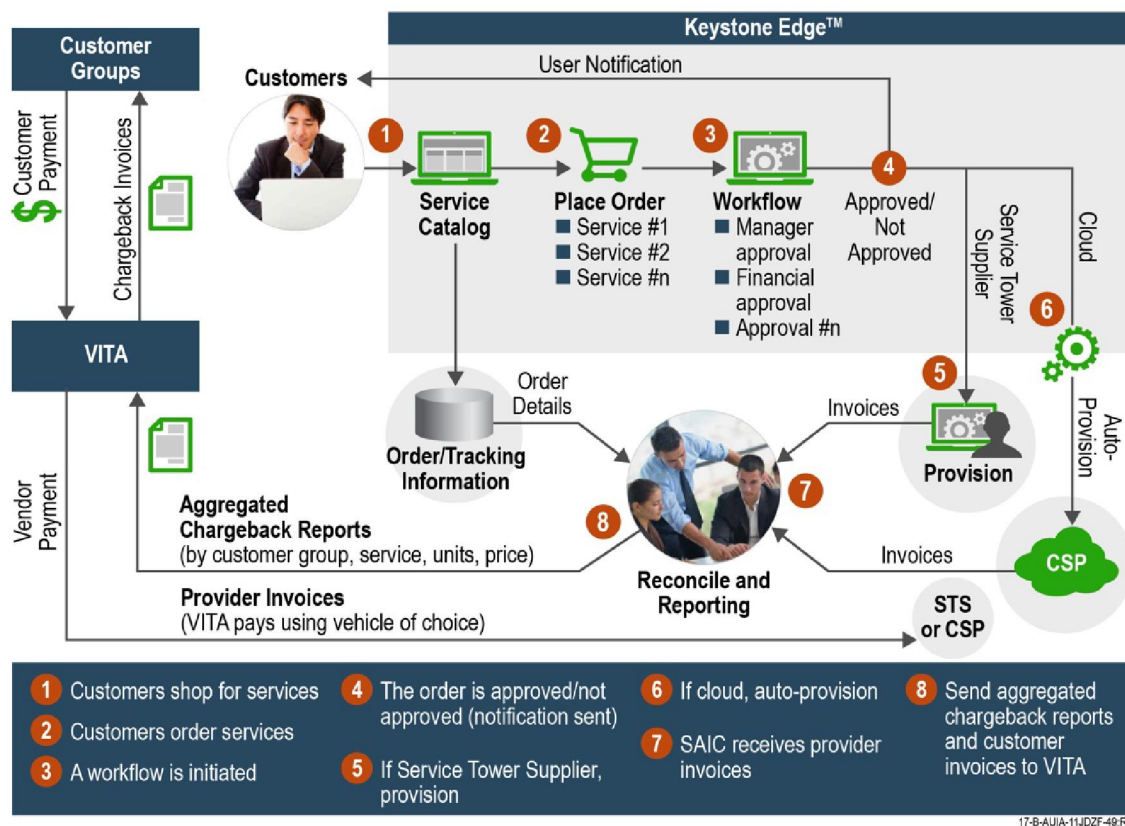 Keystone Edge™
Customer
Groups
User Notification
Customers
$ Customer
Payment
Chargeback Invoices
1
2
3
4
Service
Catalog
Place Order
Service #1
Service #2
Service #n
Workflow
Manager
approval
Financial
approval
Approval #n
Approved/
Not
Approved
Service Tower
Supplier
Cloud
6
VITA
5
Order
Details
Invoices
Order/Tracking
Information
Provision
Auto-
Provision
Vendor
Payment
Aggregated
Chargeback Reports
(by customer group, service, units, price)
8
7
Reconcile and
Reporting
Invoices
CSP
Provider Invoices
(VITA pays using vehicle of choice)
STS
or CSP
1 Customers shop for services
2 Customers order services
3 A workflow is initiated
4 The order is approved/not
approved (notification sent)
5 If Service Tower Supplier,
provision
6 If cloud, auto-provision
7 SAIC receives provider
invoices
8 Send aggregated
chargeback reports
and customer
invoices to VITA
17-B-AUIA-11JDZF-49:R